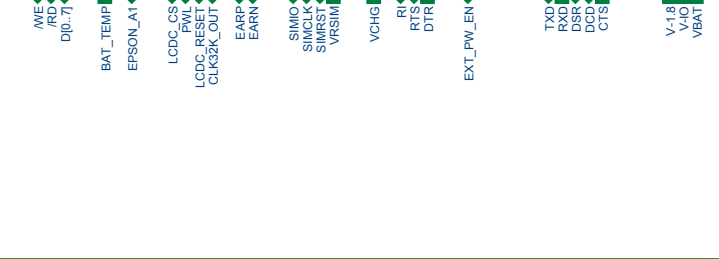 /WE
/RD
D[0..7]
BAT_TEMP
EPSON_A1
LCDC_CS
PWL
LCDC_RESET
CLK32K_OUT
EARP
EARN
SIMIO
SIMCLK
SIMRST
VRSIM
VCHG
RI
RTS
DTR
EXT_PW_EN
TXD
RXD
DSR
DCD
CTS
V-1.8
V-IO
VBAT